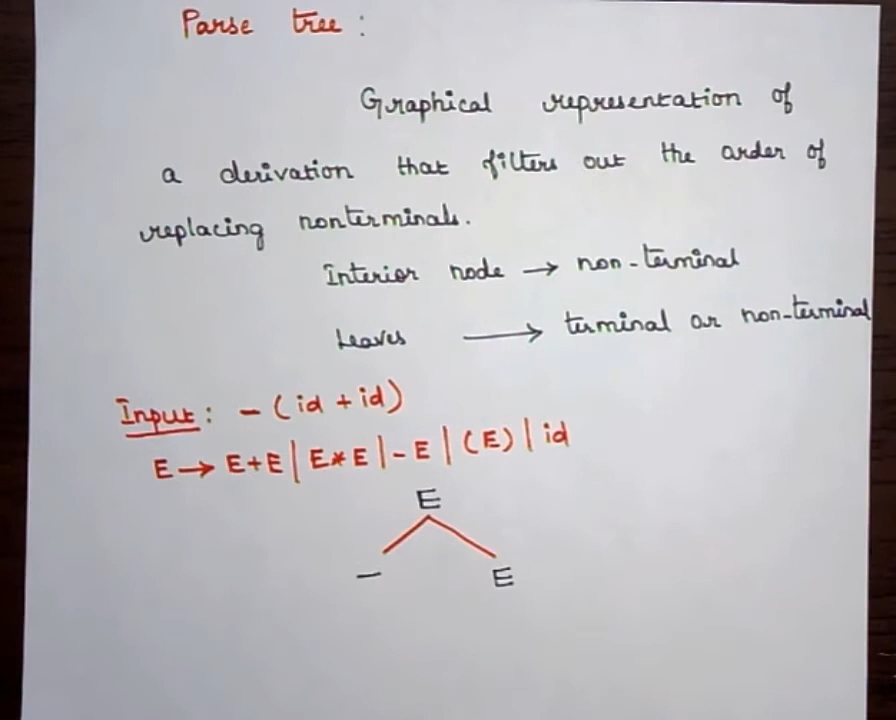 Parse tree :
Graphical representation of
a derivation that filters out the order of
replacing nonterminals.
Interior node → non-terminal
Leaves → terminal or non-terminal
Input : - ( id + id )
E → E+E | E*E | -E | (E) | id
E
- E